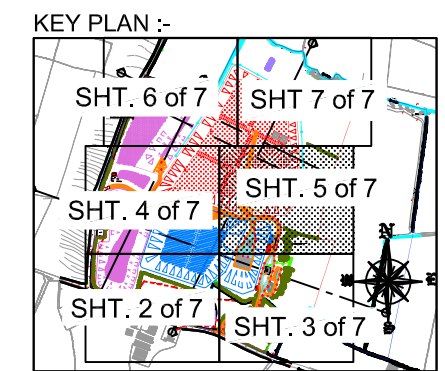 KEY PLAN :-
SHT. 6 of 7
SHT 7 of 7
SHT. 5 of 7
SHT. 4 of 7
SHT. 2 of 7
SHT. 3 of 7
N